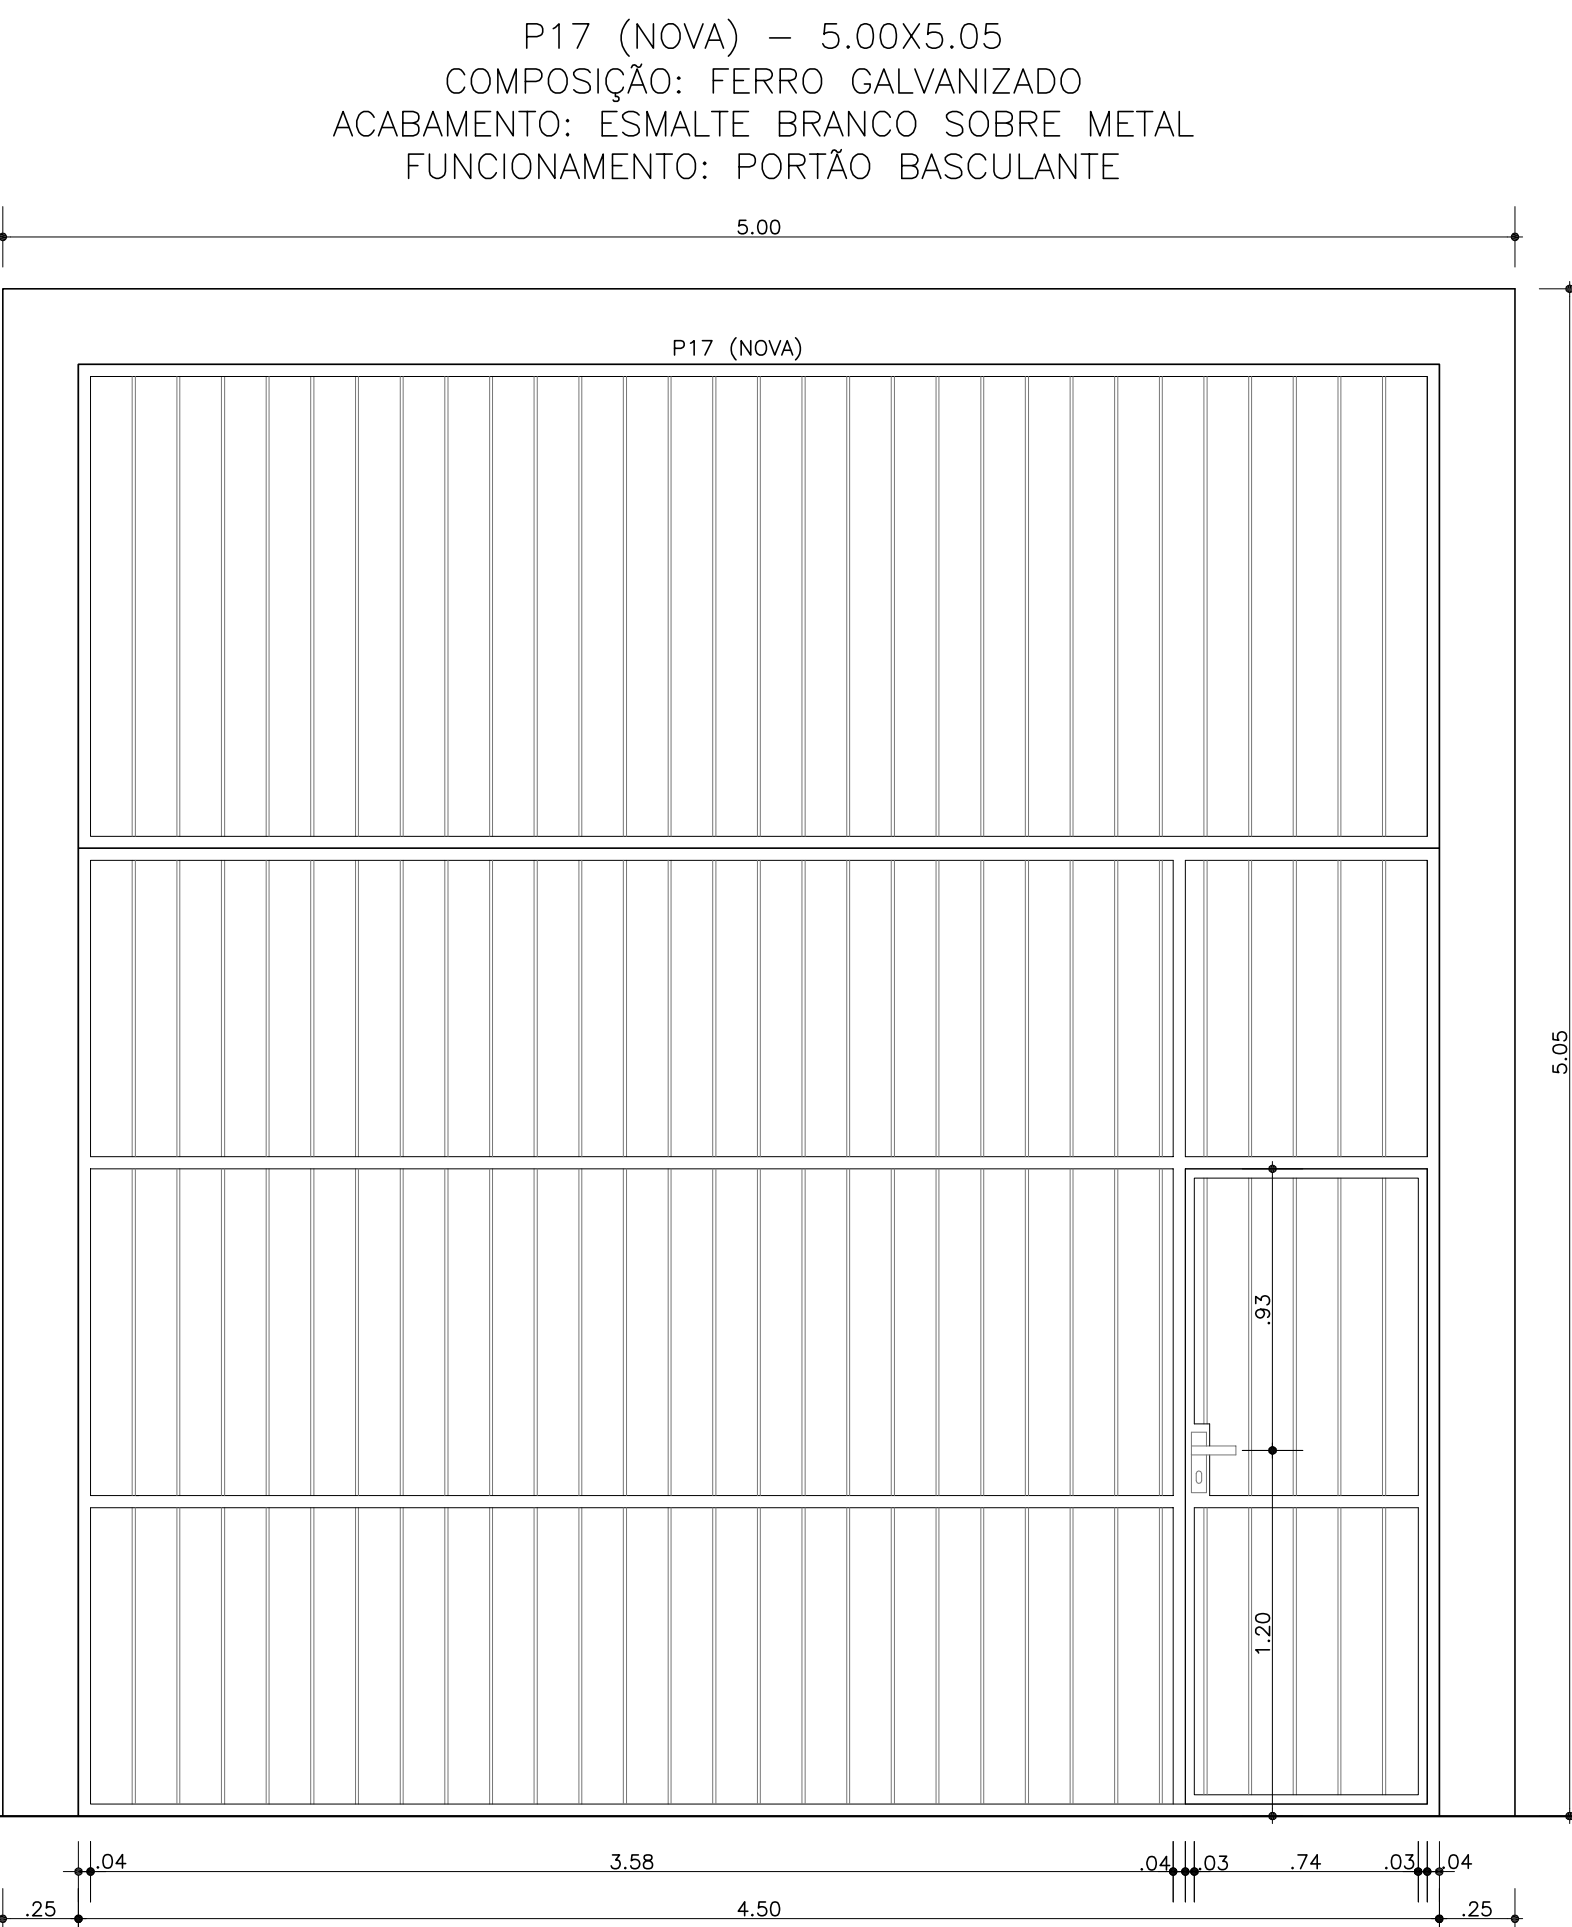 P17 (NOVA) – 5.00X5.05
COMPOSIÇÃO: FERRO GALVANIZADO
ACABAMENTO: ESMALTE BRANCO SOBRE METAL
FUNCIONAMENTO: PORTÃO BASCULANTE
5.00
P17 (NOVA)
5.05
.93
1.20
.04 3.58 .04 .03 .74 .03 .04
.25 4.50 .25